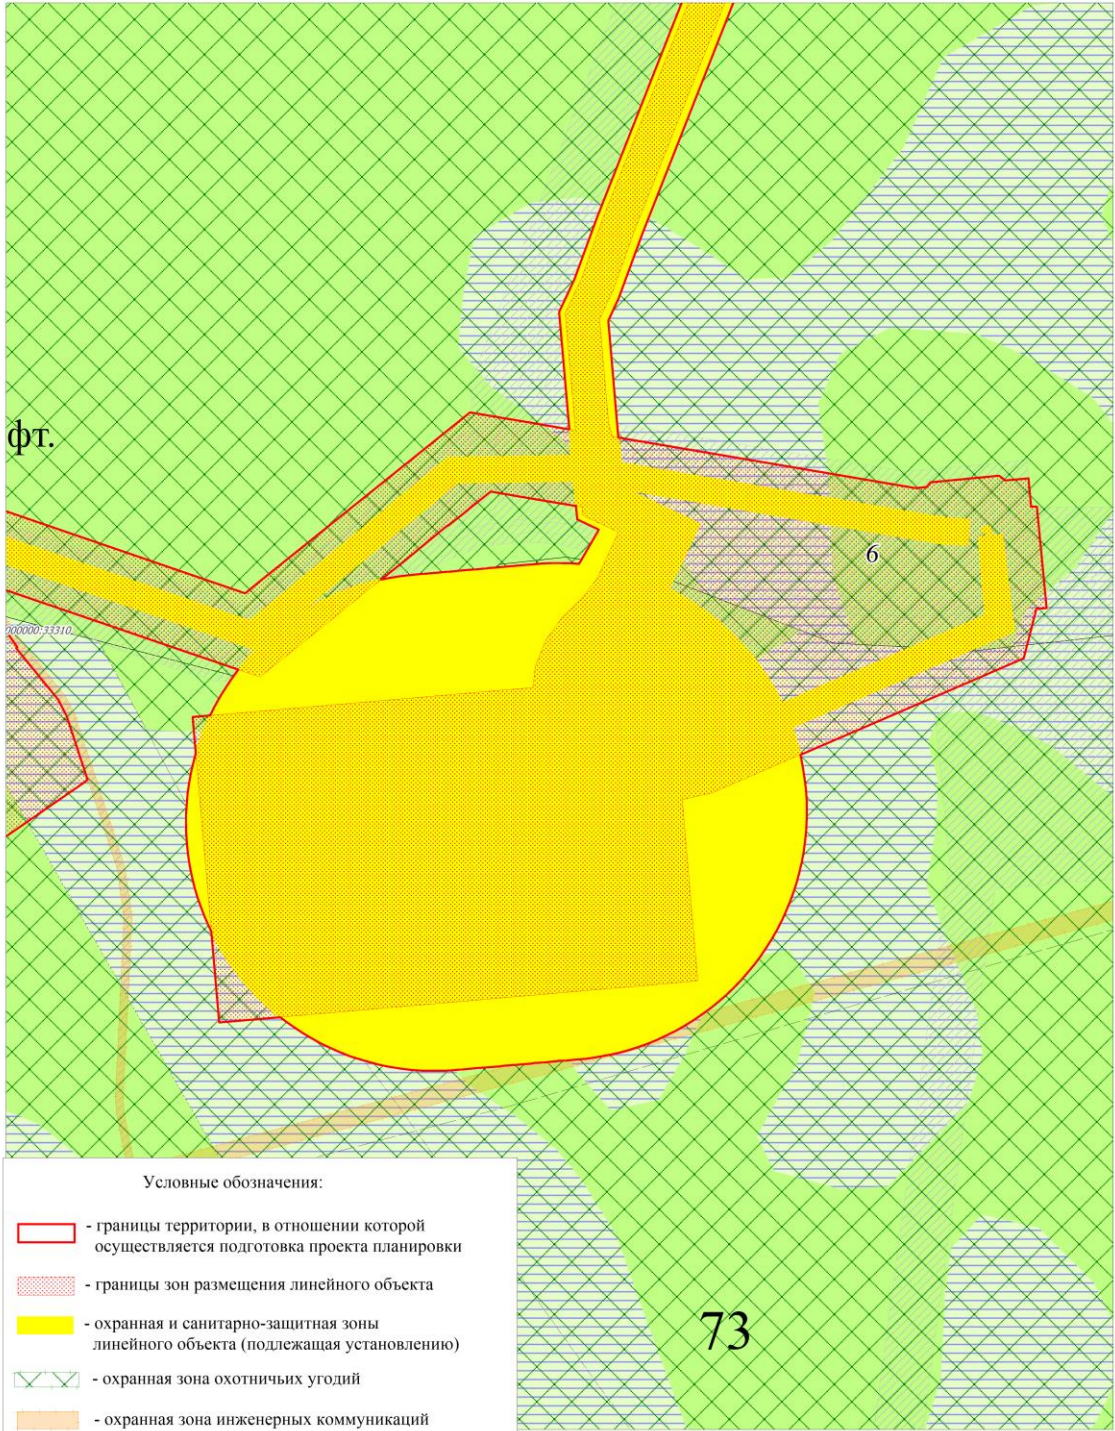 фт.
6
000000:33310
73
Условные обозначения:
- границы территории, в отношении которой
осуществляется подготовка проекта планировки
- границы зон размещения линейного объекта
- охранная и санитарно-защитная зоны
линейного объекта (подлежащая установлению)
- охранная зона охотничьих угодий
- охранная зона инженерных коммуникаций